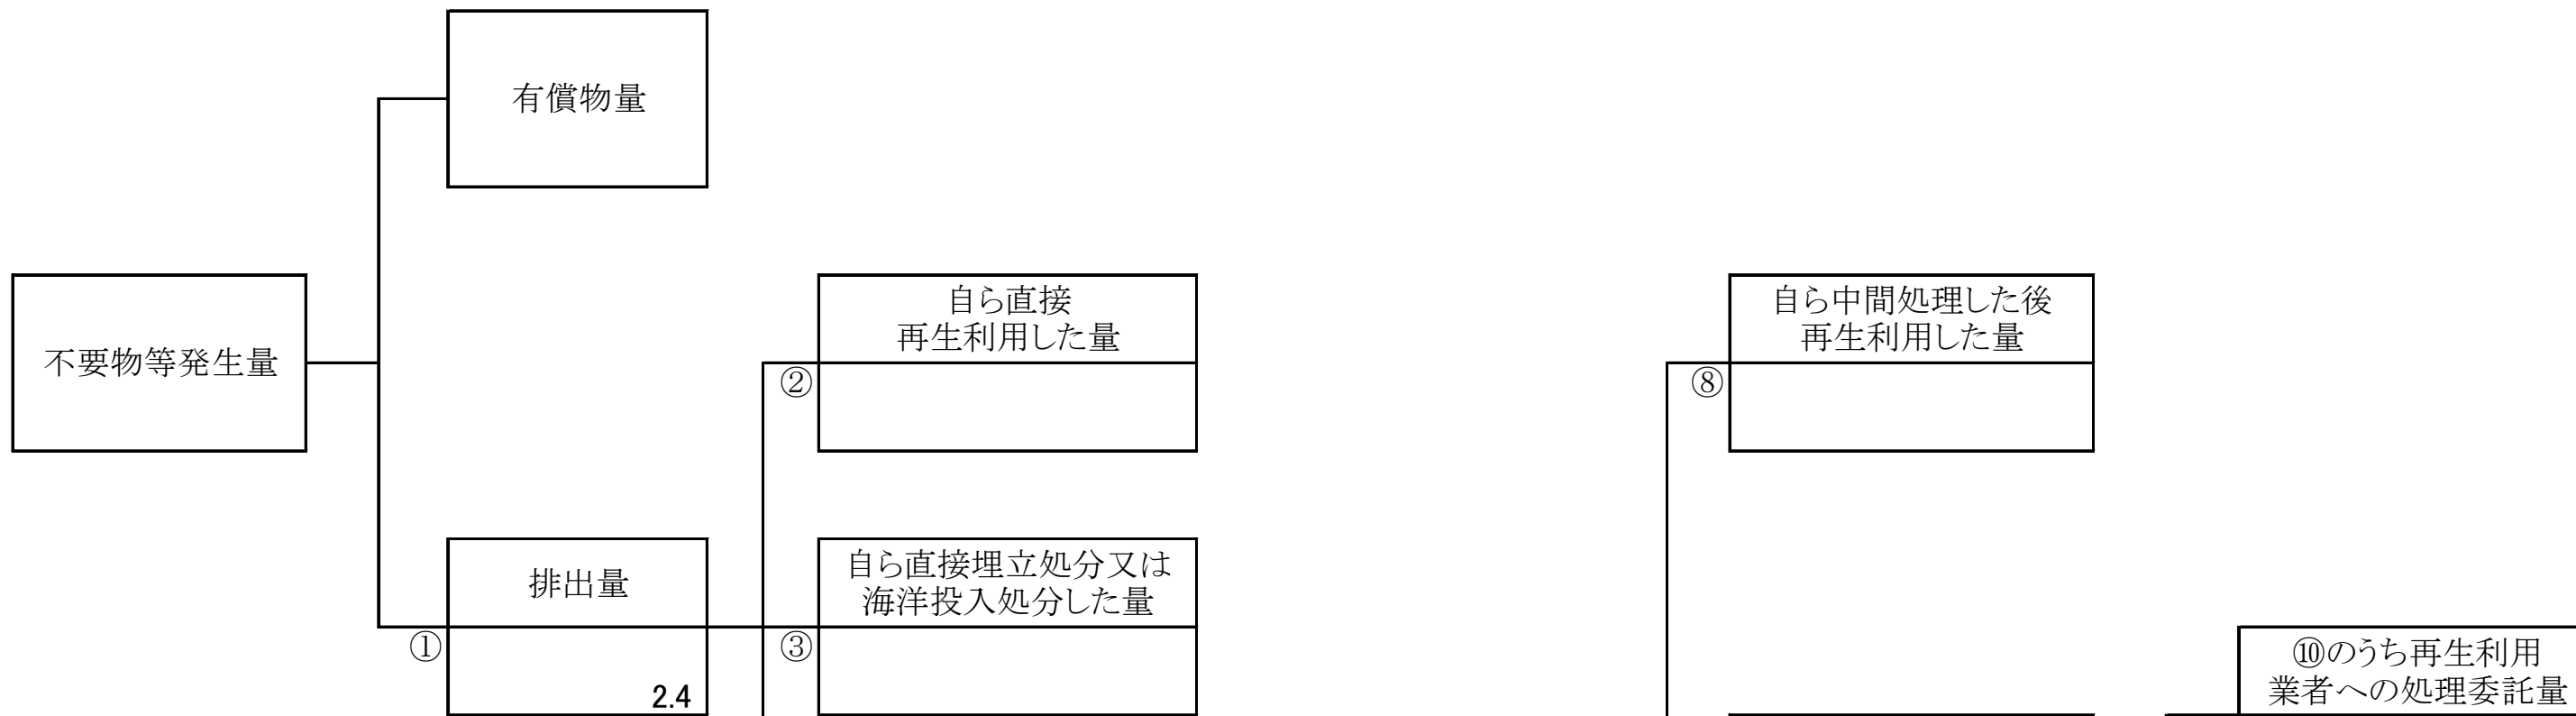 有償物量
不要物等発生量
自ら直接
再生利用した量
②
自ら中間処理した後
再生利用した量
⑧
排出量
①
2.4
自ら直接埋立処分又は
海洋投入処分した量
③
⑩のうち再生利用
業者への処理委託量